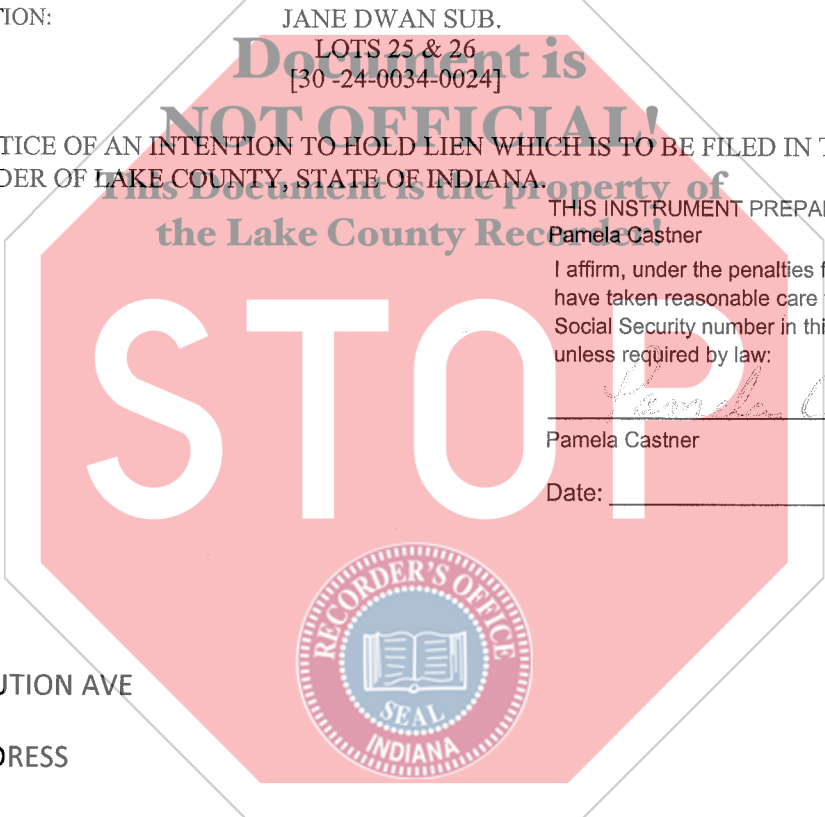 TION:
JANE DWAN SUB.
LOTS 25 & 26
[30 -24-0034-0024]
Document is
NOT OFFICIAL!
This Document is the property of
the Lake County Recorder!
TICE OF AN INTENTION TO HOLD LIEN WHICH IS TO BE FILED IN T
DER OF LAKE COUNTY, STATE OF INDIANA.
THIS INSTRUMENT PREPA
Pamela Castner
I affirm, under the penalties f
have taken reasonable care
Social Security number in thi
unless required by law:
Pamela C
Pamela Castner
Date:
STOP
RECORDER'S OFFICE
SEAL
INDIANA
UTION AVE
DRESS